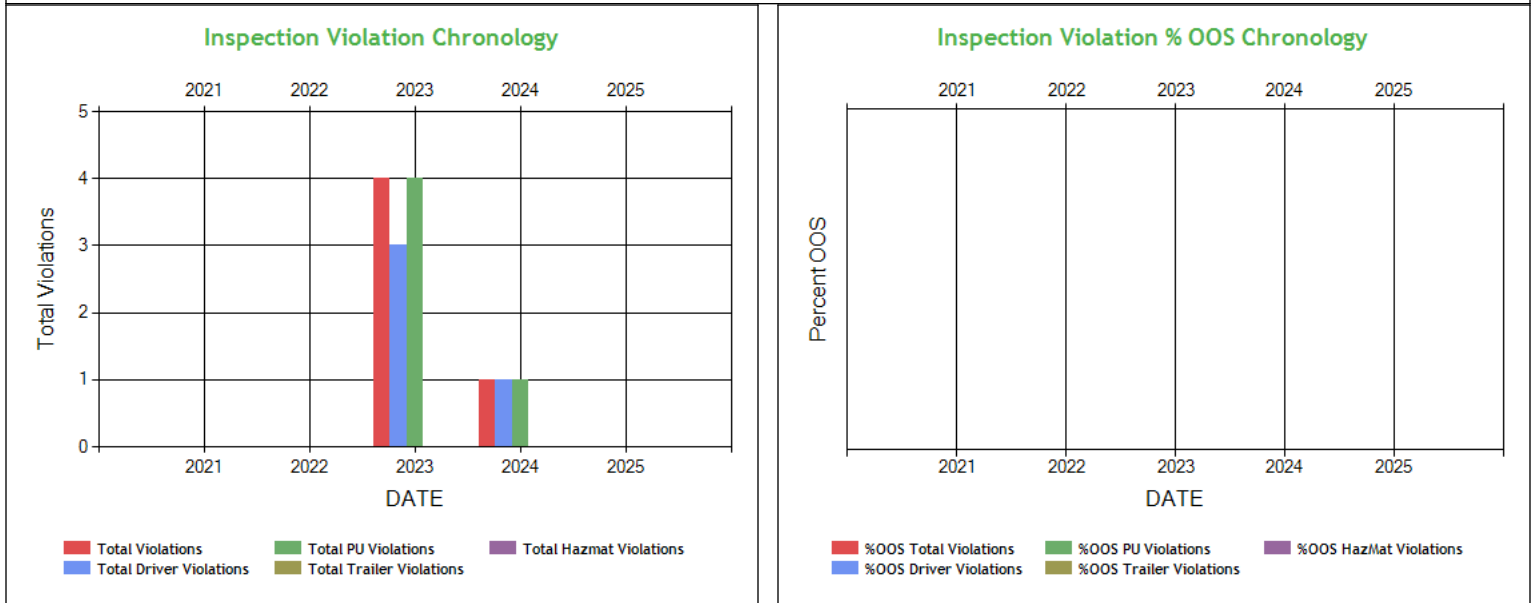 Inspection Violation Chronology
2021 2022 2023 2024 2025
5
4
3
2
1
0
Total Violations
2021 2022 2023 2024 2025
DATE
Total Violations Total PU Violations Total Hazmat Violations
Total Driver Violations Total Trailer Violations
Inspection Violation % OOS Chronology
2021 2022 2023 2024 2025
Percent OOS
2021 2022 2023 2024 2025
DATE
%OOS Total Violations %OOS PU Violations %OOS HazMat Violations
%OOS Driver Violations %OOS Trailer Violations